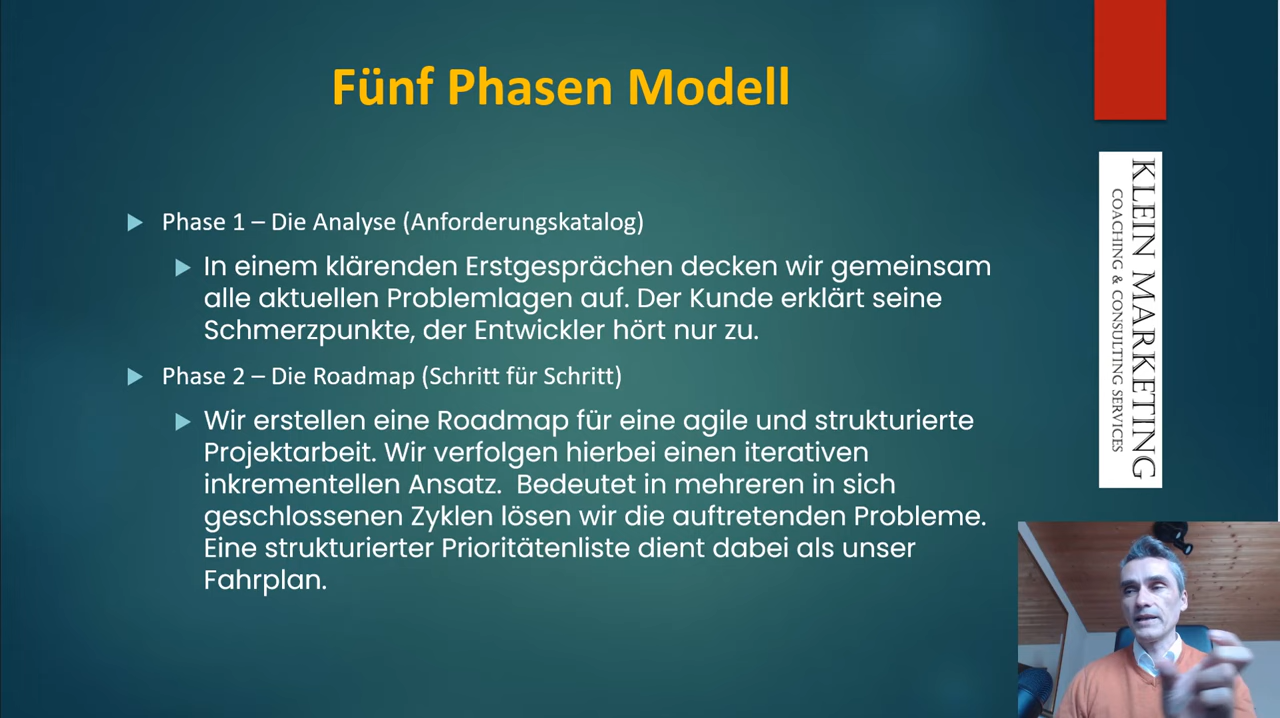 Fünf Phasen Modell
Phase 1 – Die Analyse (Anforderungskatalog)
In einem klärenden Erstgesprächen decken wir gemeinsam
alle aktuellen Problemlagen auf. Der Kunde erklärt seine
Schmerzpunkte, der Entwickler hört nur zu.
Phase 2 – Die Roadmap (Schritt für Schritt)
Wir erstellen eine Roadmap für eine agile und strukturierte
Projektarbeit. Wir verfolgen hierbei einen iterativen
inkrementellen Ansatz.  Bedeutet in mehreren in sich
geschlossenen Zyklen lösen wir die auftretenden Probleme.
Eine strukturierter Prioritätenliste dient dabei als unser
Fahrplan.
KLEIN MARKETING
COACHING & CONSULTING SERVICES